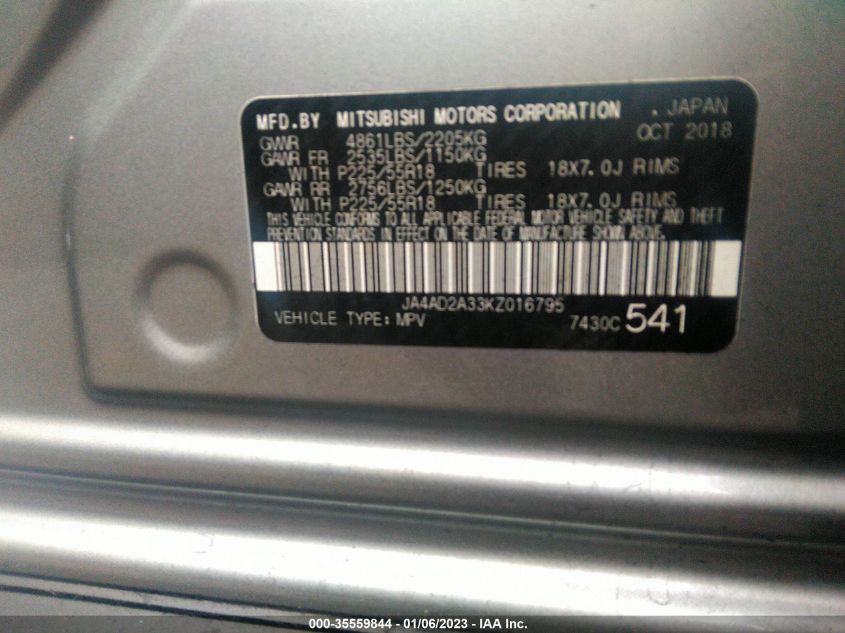 MFD.BY MITSUBISHI MOTORS CORPORATION . JAPAN
OCT 2018
GVWR 4861LBS/2205KG
GAWR FR 2535LBS/1150KG
WITH P225/55R18 TIRES 18X7.0J RIMS
GAWR RR 2756LBS/1250KG
WITH P225/55R18 TIRES 18X7.0J RIMS
THIS VEHICLE CONFORMS TO ALL APPLICABLE FEDERAL MOTOR VEHICLE SAFETY AND THEFT
PREVENTION STANDARDS IN EFFECT ON THE DATE OF MANUFACTURE SHOWN ABOVE.
JA4AD2A33KZ016795
VEHICLE TYPE: MPV 7430C 541
000-35559844 - 01/06/2023 - © IAA Inc.